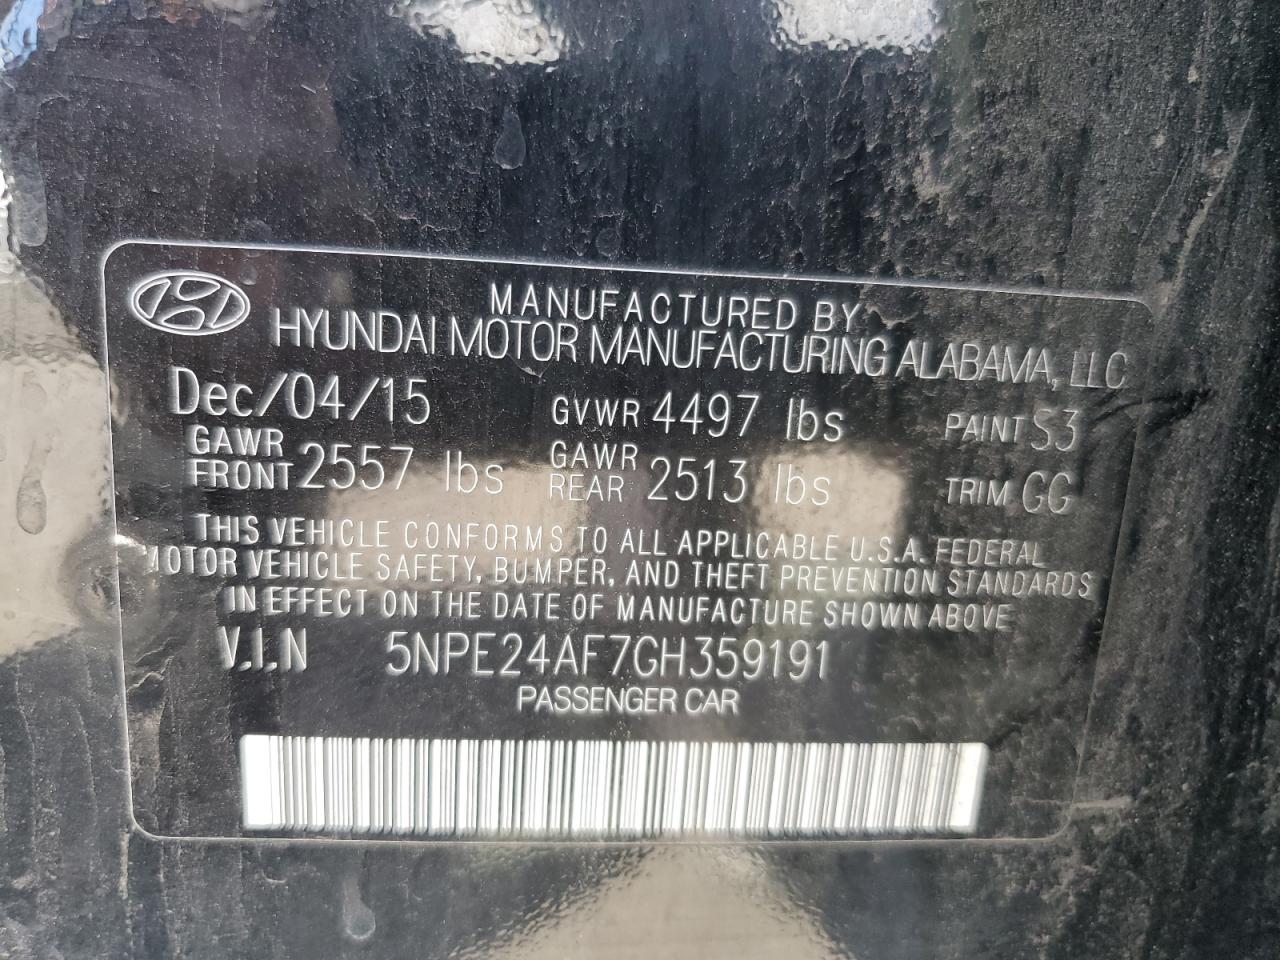 MANUFACTURED BY
HYUNDAI MOTOR MANUFACTURING ALABAMA, LLC
Dec/04/15 GVWR 4497 lbs PAINT S3
GAWR FRONT 2557 lbs GAWR REAR 2513 lbs TRIM GG
THIS VEHICLE CONFORMS TO ALL APPLICABLE U.S.A. FEDERAL
MOTOR VEHICLE SAFETY, BUMPER, AND THEFT PREVENTION STANDARDS
IN EFFECT ON THE DATE OF MANUFACTURE SHOWN ABOVE
V.I.N 5NPE24AF7GH359191
PASSENGER CAR